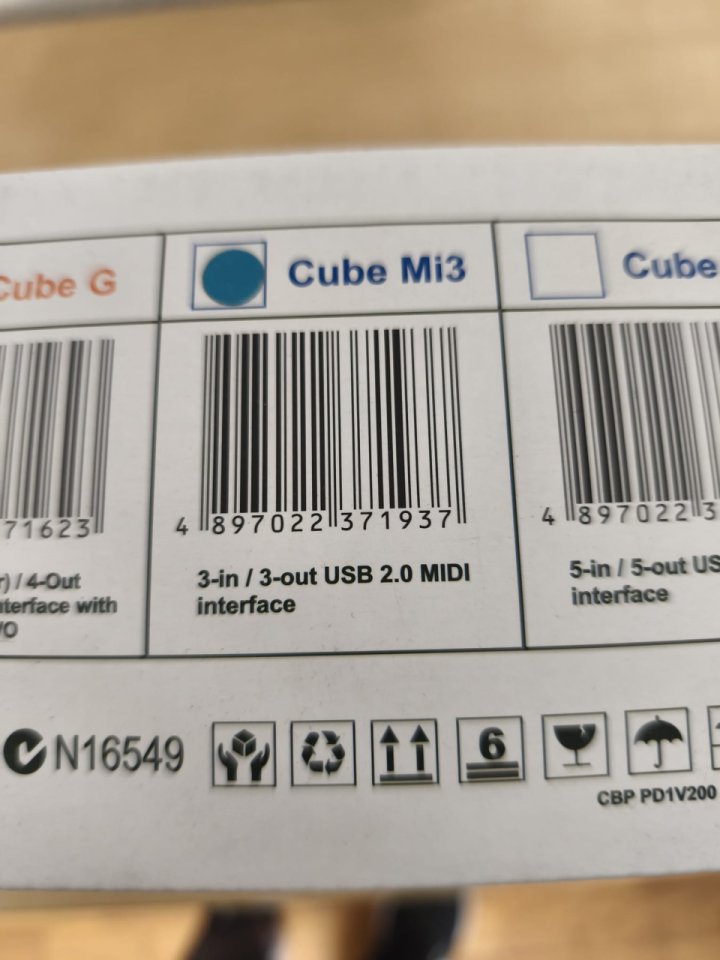 Cube G
Cube Mi3
Cube
71623
4 897022 371937
4 897022 3
4-Out
with
3-in / 3-out USB 2.0 MIDI
interface
5-in / 5-out US
interface
N16549
6
CBP PD1V200